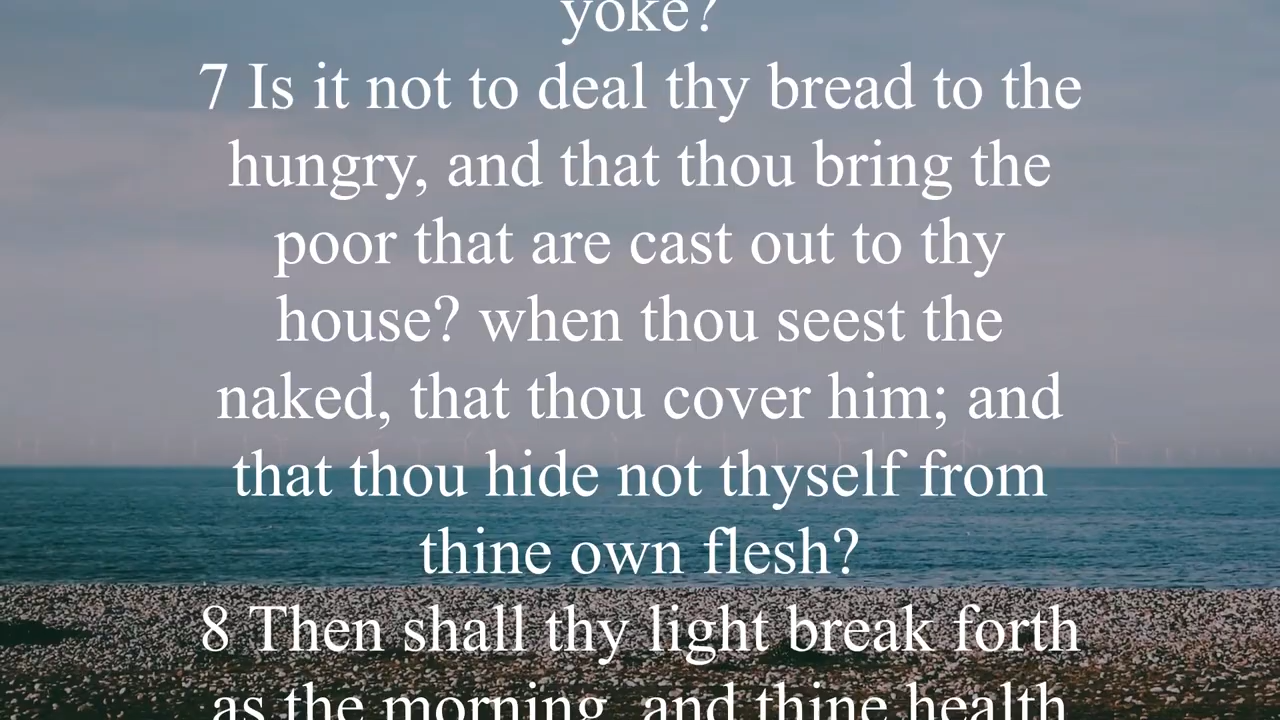 yoke?
7 Is it not to deal thy bread to the
hungry, and that thou bring the
poor that are cast out to thy
house? when thou seest the
naked, that thou cover him; and
that thou hide not thyself from
thine own flesh?
8 Then shall thy light break forth
as the morning, and thine health